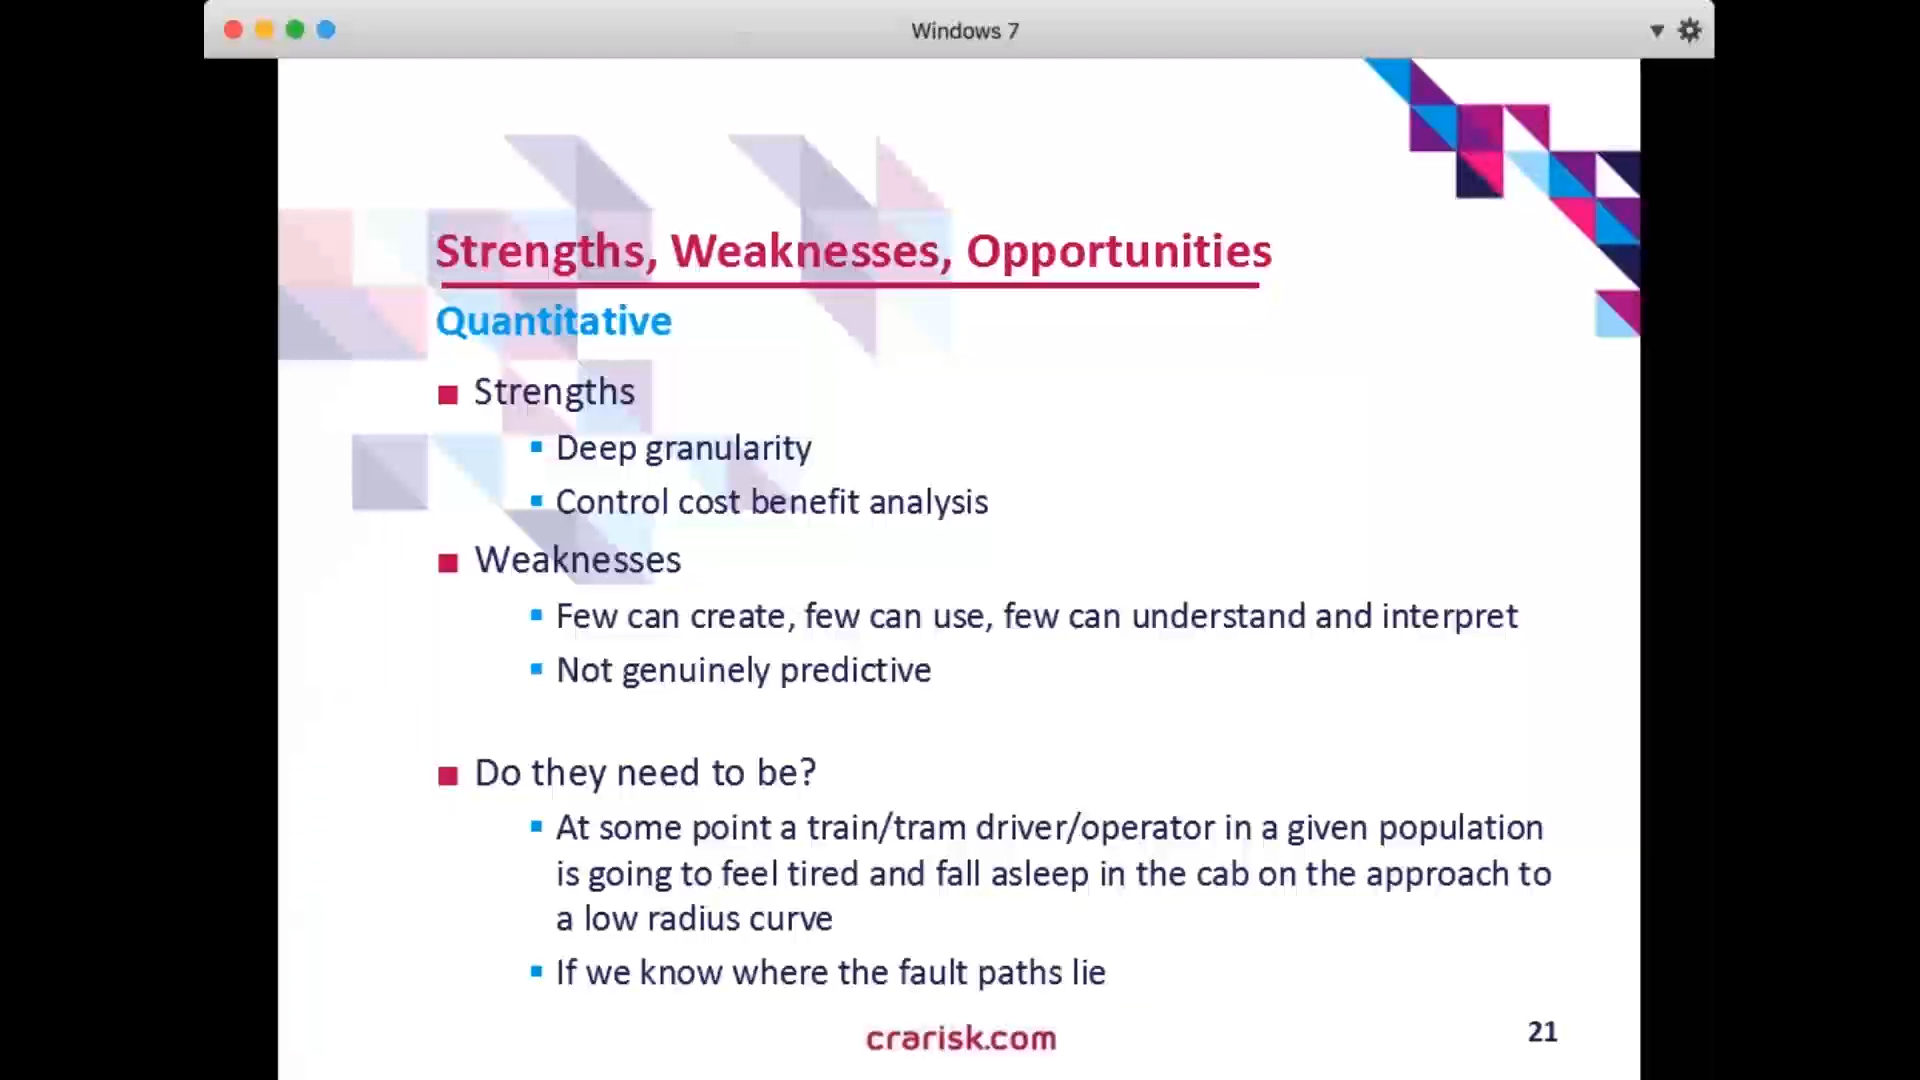 Windows 7
Strengths, Weaknesses, Opportunities
Quantitative
Strengths
Deep granularity
Control cost benefit analysis
Weaknesses
Few can create, few can use, few can understand and interpret
Not genuinely predictive
Do they need to be?
At some point a train/tram driver/operator in a given population
is going to feel tired and fall asleep in the cab on the approach to
a low radius curve
If we know where the fault paths lie
crarisk.com
21